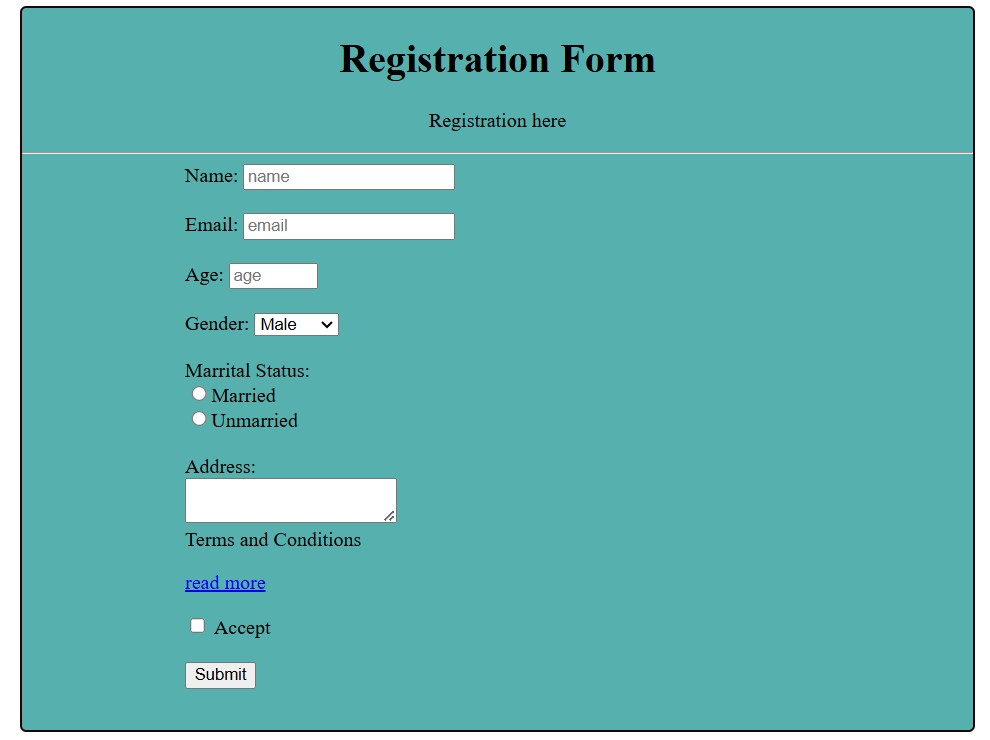 Registration Form
Registration here
Name: name
Email: email
Age: age
Gender: Male
Marrital Status:
Married
Unmarried
Address:
Terms and Conditions
read more
Accept
Submit